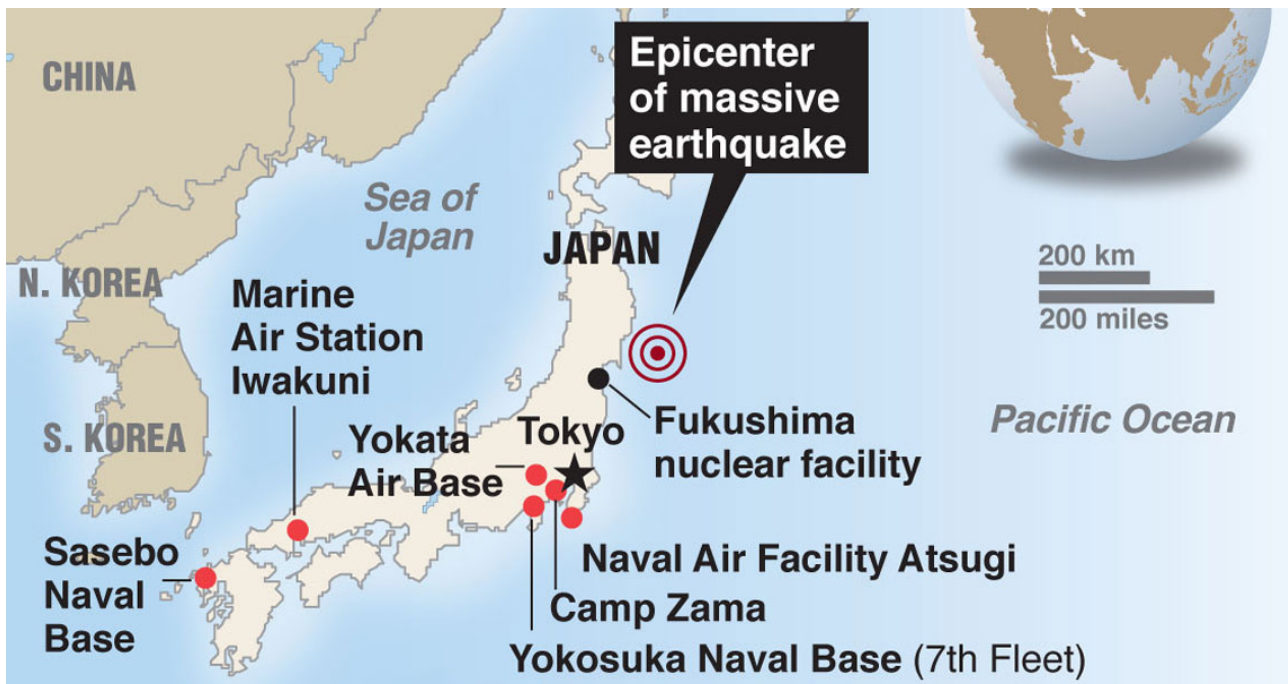 Epicenter
of massive
earthquake
CHINA
Sea of
Japan
JAPAN
200 km
200 miles
N. KOREA
Marine
Air Station
Iwakuni
S. KOREA
Pacific Ocean
Fukushima
nuclear facility
Tokyo
Yokata
Air Base
Sasebo
Naval
Base
Naval Air Facility Atsugi
Camp Zama
Yokosuka Naval Base (7th Fleet)